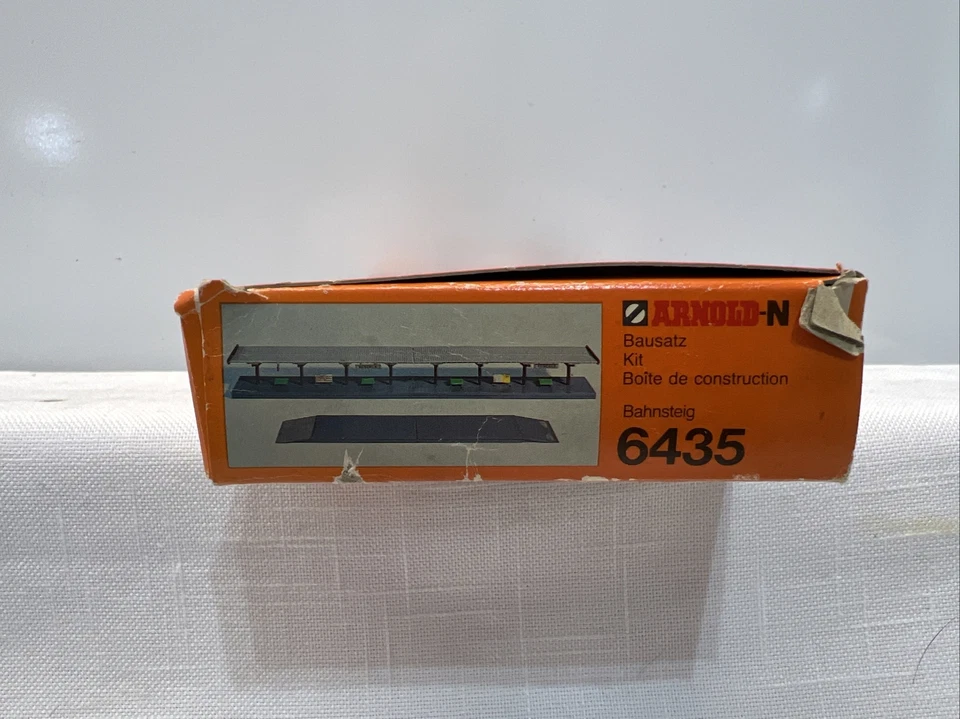 ARNOLD-N
Bausatz
Kit
Boîte de construction
Bahnsteig
6435